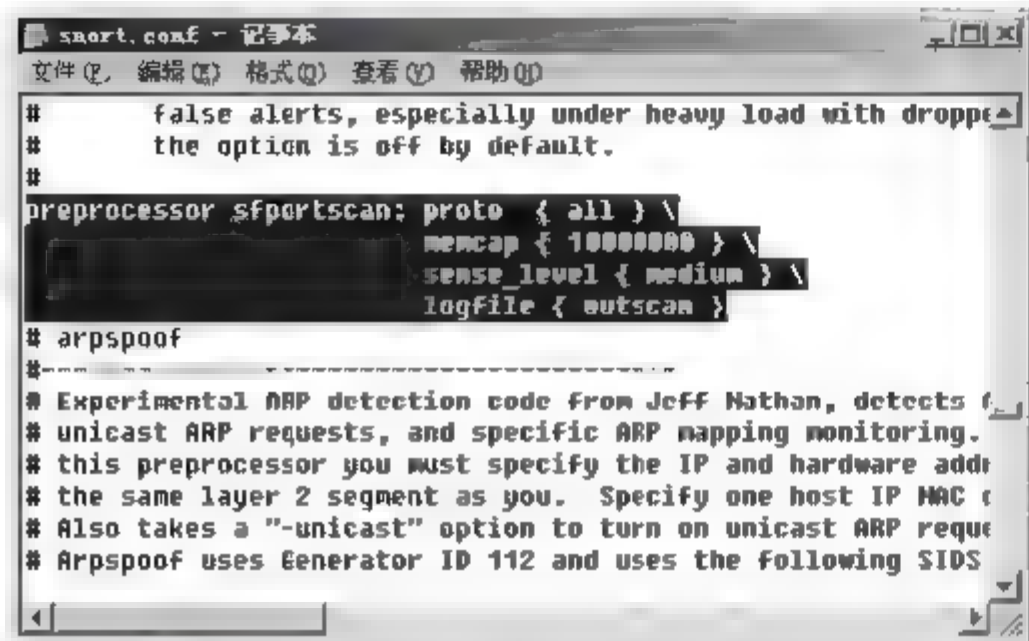 snort.conf - 记事本
文件(F) 编辑(E) 格式(O) 查看(V) 帮助(H)
# false alerts, especially under heavy load with droppe
# the option is off by default.
#
preprocessor sfportscan: proto { all } \
memcap { 10000000 } \
sense_level { medium } \
logfile { outscan }
# arpspoof
#----------------------------------------
# Experimental ARP detection code from Jeff Nathan, detects
# unicast ARP requests, and specific ARP mapping monitoring.
# this preprocessor you must specify the IP and hardware addr
# the same layer 2 segment as you. Specify one host IP MAC
# Also takes a "-unicast" option to turn on unicast ARP reque
# Arpspoof uses Generator ID 112 and uses the following SIDS